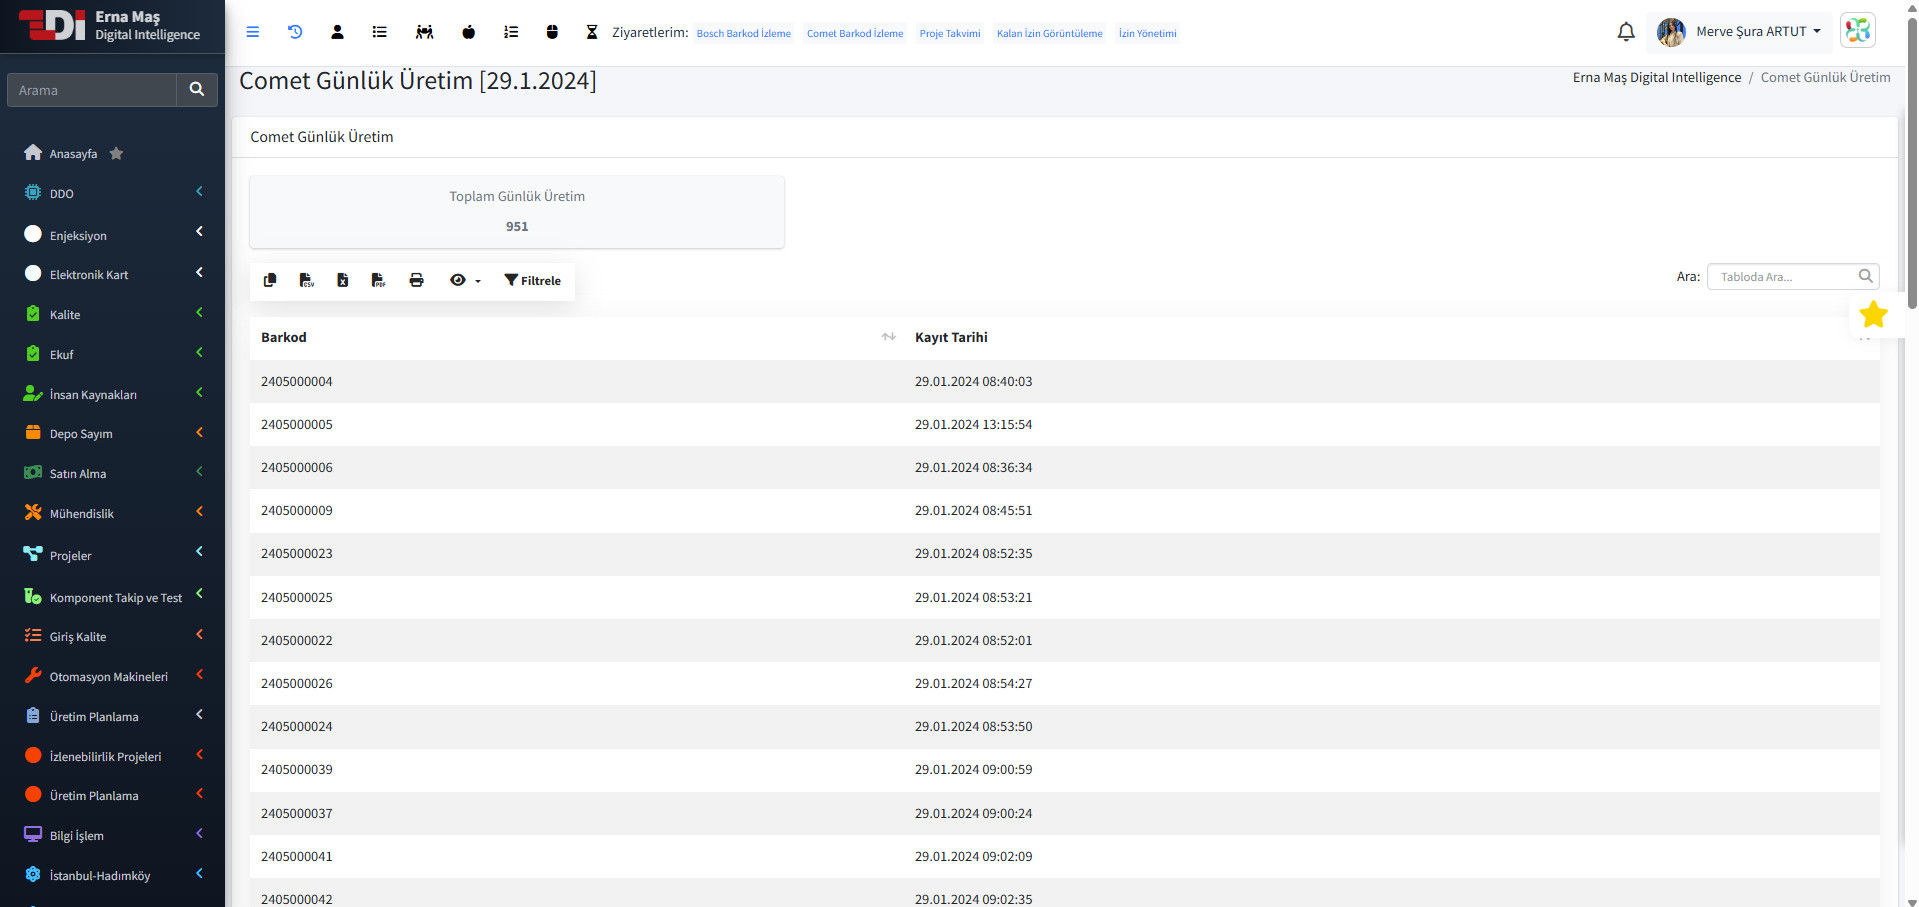 Erna Maş
Digital Intelligence
Ziyaretlerim: Bosch Barkod İzleme Comet Barkod İzleme Proje Takvimi Kalan İzin Görüntüleme İzin Yönetimi
Merve Şura ARTUT
Arama
Anasayfa
DDO
Enjeksiyon
Elektronik Kart
Kalite
Ekuf
İnsan Kaynakları
Depo Sayım
Satın Alma
Mühendislik
Projeler
Komponent Takip ve Test
Giriş Kalite
Otomasyon Makineleri
Üretim Planlama
İzlenebilirlik Projeleri
Üretim Planlama
Bilgi İşlem
İstanbul-Hadımköy
Comet Günlük Üretim [29.1.2024]
Erna Maş Digital Intelligence / Comet Günlük Üretim
Comet Günlük Üretim
Toplam Günlük Üretim
951
CSV
PDF
Filtrele
Ara: Tabloda Ara...
Barkod Kayıt Tarihi
2405000004 29.01.2024 08:40:03
2405000005 29.01.2024 13:15:54
2405000006 29.01.2024 08:36:34
2405000009 29.01.2024 08:45:51
2405000023 29.01.2024 08:52:35
2405000025 29.01.2024 08:53:21
2405000022 29.01.2024 08:52:01
2405000026 29.01.2024 08:54:27
2405000024 29.01.2024 08:53:50
2405000039 29.01.2024 09:00:59
2405000037 29.01.2024 09:00:24
2405000041 29.01.2024 09:02:09
2405000042 29.01.2024 09:02:35